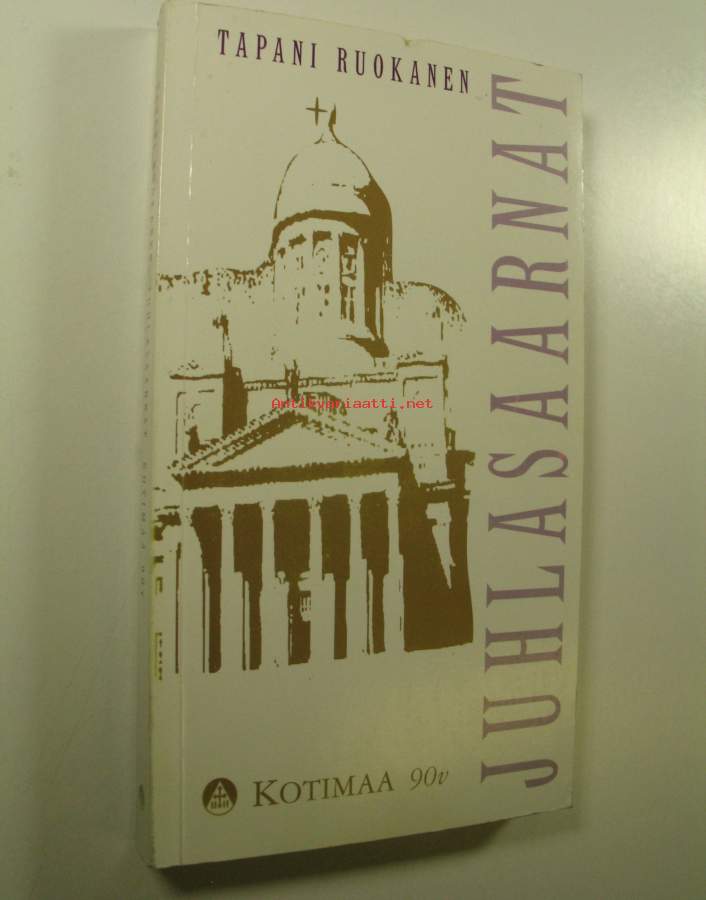 TAPANI RUOKANEN
JUHLASAARNAT
Antikvariaatti.net
KOTIMAA 90v